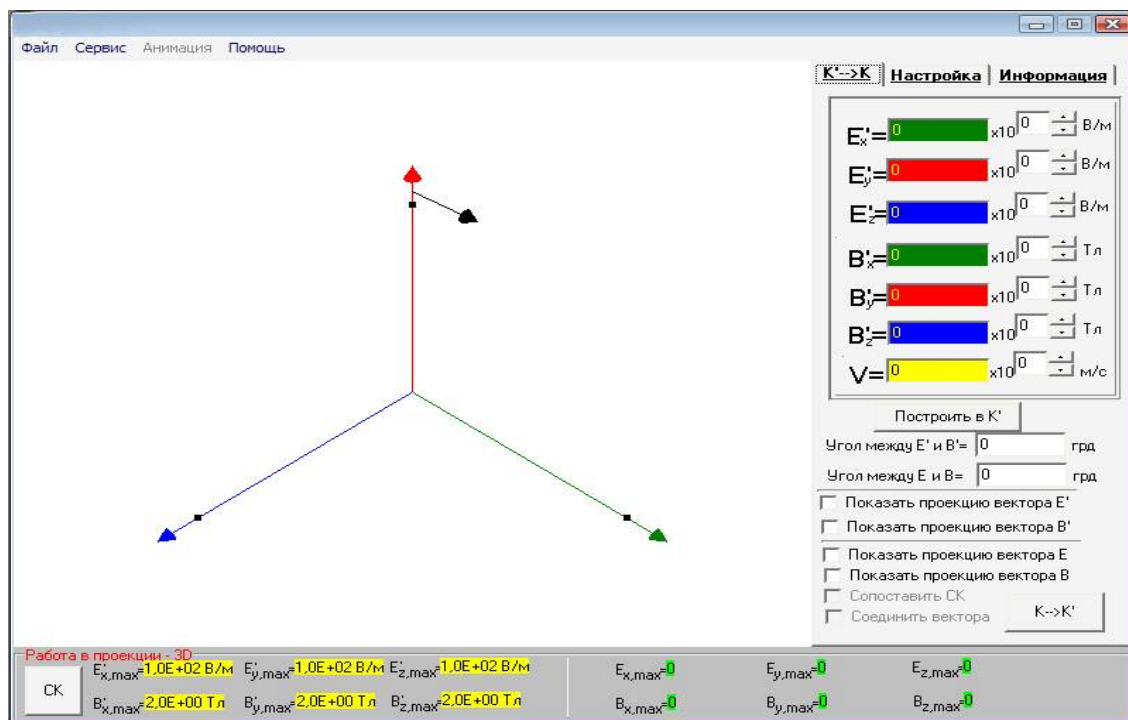 Файл Сервис Анимация Помощь
K'-->K Настройка Информация
E'x= 0 x10 0 В/м
E'y= 0 x10 0 В/м
E'z= 0 x10 0 В/м
B'x= 0 x10 0 Тл
B'y= 0 x10 0 Тл
B'z= 0 x10 0 Тл
V= 0 x10 0 м/с
Построить в K'
Угол между E' и B'= 0 грд
Угол между E и B= 0 грд
Показать проекцию вектора E'
Показать проекцию вектора B'
Показать проекцию вектора E
Показать проекцию вектора B
Сопоставить СК
Соединить вектора
K-->K'
Работа в проекции - 3D
СК
E'x,max=1,0E+02 В/м E'y,max=1,0E+02 В/м E'z,max=1,0E+02 В/м Ex,max=0 Ey,max=0 Ez,max=0
B'x,max=2,0E+00 Тл B'y,max=2,0E+00 Тл B'z,max=2,0E+00 Тл Bx,max=0 By,max=0 Bz,max=0